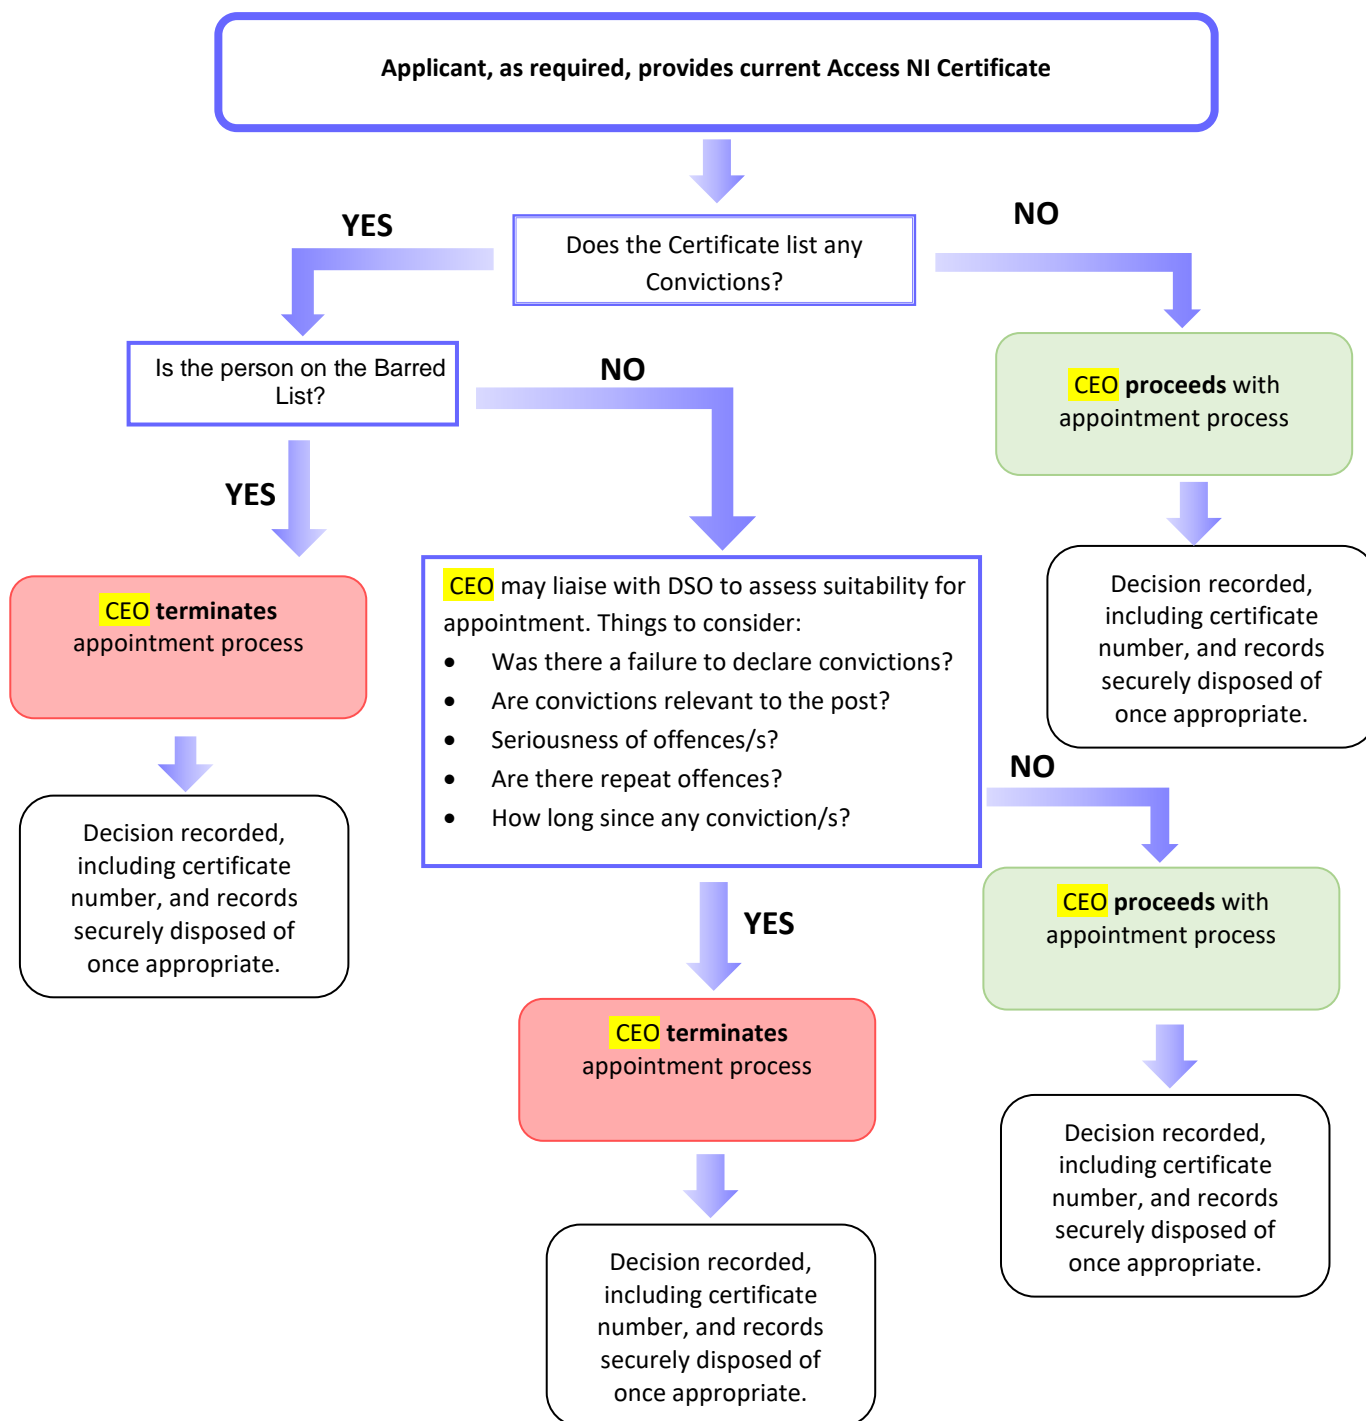 Applicant, as required, provides current Access NI Certificate
YES
NO
Does the Certificate list any
Convictions?
Is the person on the Barred
List?
NO
CEO proceeds with
appointment process
YES
CEO terminates
appointment process
CEO may liaise with DSO to assess suitability for
appointment. Things to consider:
• Was there a failure to declare convictions?
• Are convictions relevant to the post?
• Seriousness of offences/s?
• Are there repeat offences?
• How long since any conviction/s?
Decision recorded,
including certificate
number, and records
securely disposed of
once appropriate.
NO
Decision recorded,
including certificate
number, and records
securely disposed of
once appropriate.
YES
CEO proceeds with
appointment process
CEO terminates
appointment process
Decision recorded,
including certificate
number, and records
securely disposed of
once appropriate.
Decision recorded,
including certificate
number, and records
securely disposed of
once appropriate.